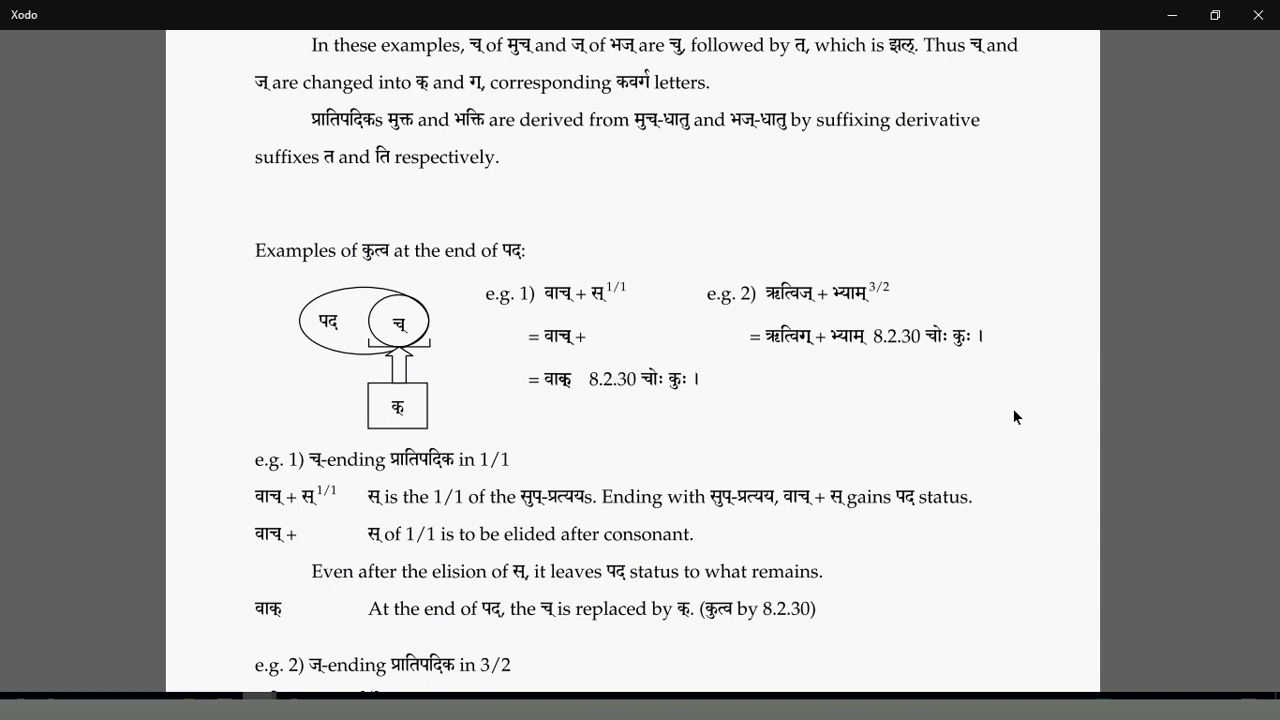 Xodo
In these examples, च् of मुच् and ज् of भज् are चु, followed by त्, which is झल्. Thus च् and
ज् are changed into क् and ग्, corresponding कवर्ग letters.
प्रातिपदिकs मुक्त and भक्ति are derived from मुच्-धातु and भज्-धातु by suffixing derivative
suffixes त and ति respectively.
Examples of कुत्व at the end of पद:
e.g. 1) वाच् + स् 1/1 e.g. 2) ऋत्विज् + भ्याम् 3/2
पद च्
= वाच् + = ऋत्विग् + भ्याम् 8.2.30 चोः कुः ।
= वाक् 8.2.30 चोः कुः ।
क्
e.g. 1) च्-ending प्रातिपदिक in 1/1
वाच् + स् 1/1 स् is the 1/1 of the सुप्-प्रत्ययs. Ending with सुप्-प्रत्यय, वाच् + स् gains पद status.
वाच् + स् of 1/1 is to be elided after consonant.
Even after the elision of स्, it leaves पद status to what remains.
वाक् At the end of पद, the च् is replaced by क्. (कुत्व by 8.2.30)
e.g. 2) ज्-ending प्रातिपदिक in 3/2